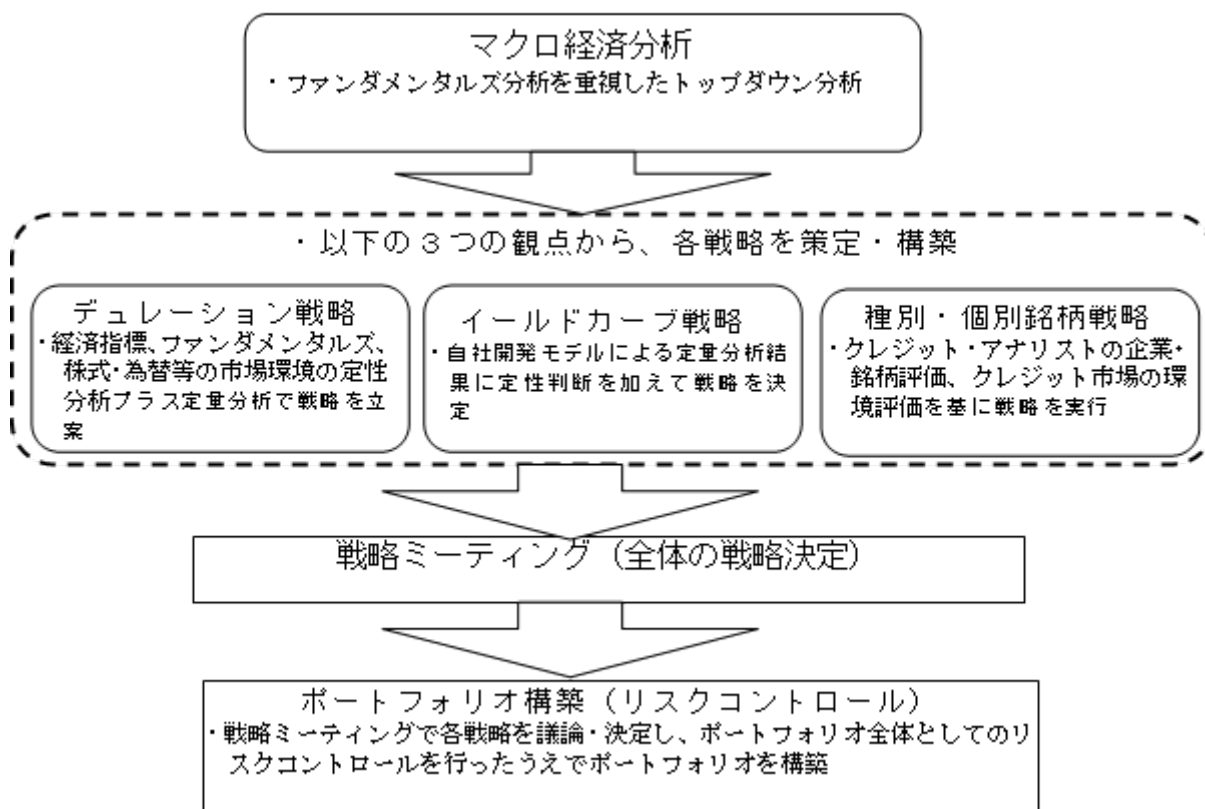 マクロ経済分析
・ファンダメンタルズ分析を重視したトップダウン分析
・以下の３つの観点から、各戦略を策定・構築
デュレーション戦略
・経済指標、ファンダメンタルズ、
株式・為替等の市場環境の定性
分析プラス定量分析で戦略を立
案
イールドカーブ戦略
・自社開発モデルによる定量分析結
果に定性判断を加えて戦略を決
定
種別・個別銘柄戦略
・クレジット・アナリストの企業・
銘柄評価、クレジット市場の環
境評価を基に戦略を実行
戦略ミーティング（全体の戦略決定）
ポートフォリオ構築（リスクコントロール）
・戦略ミーティングで各戦略を議論・決定し、ポートフォリオ全体としてのリ
スクコントロールを行ったうえでポートフォリオを構築